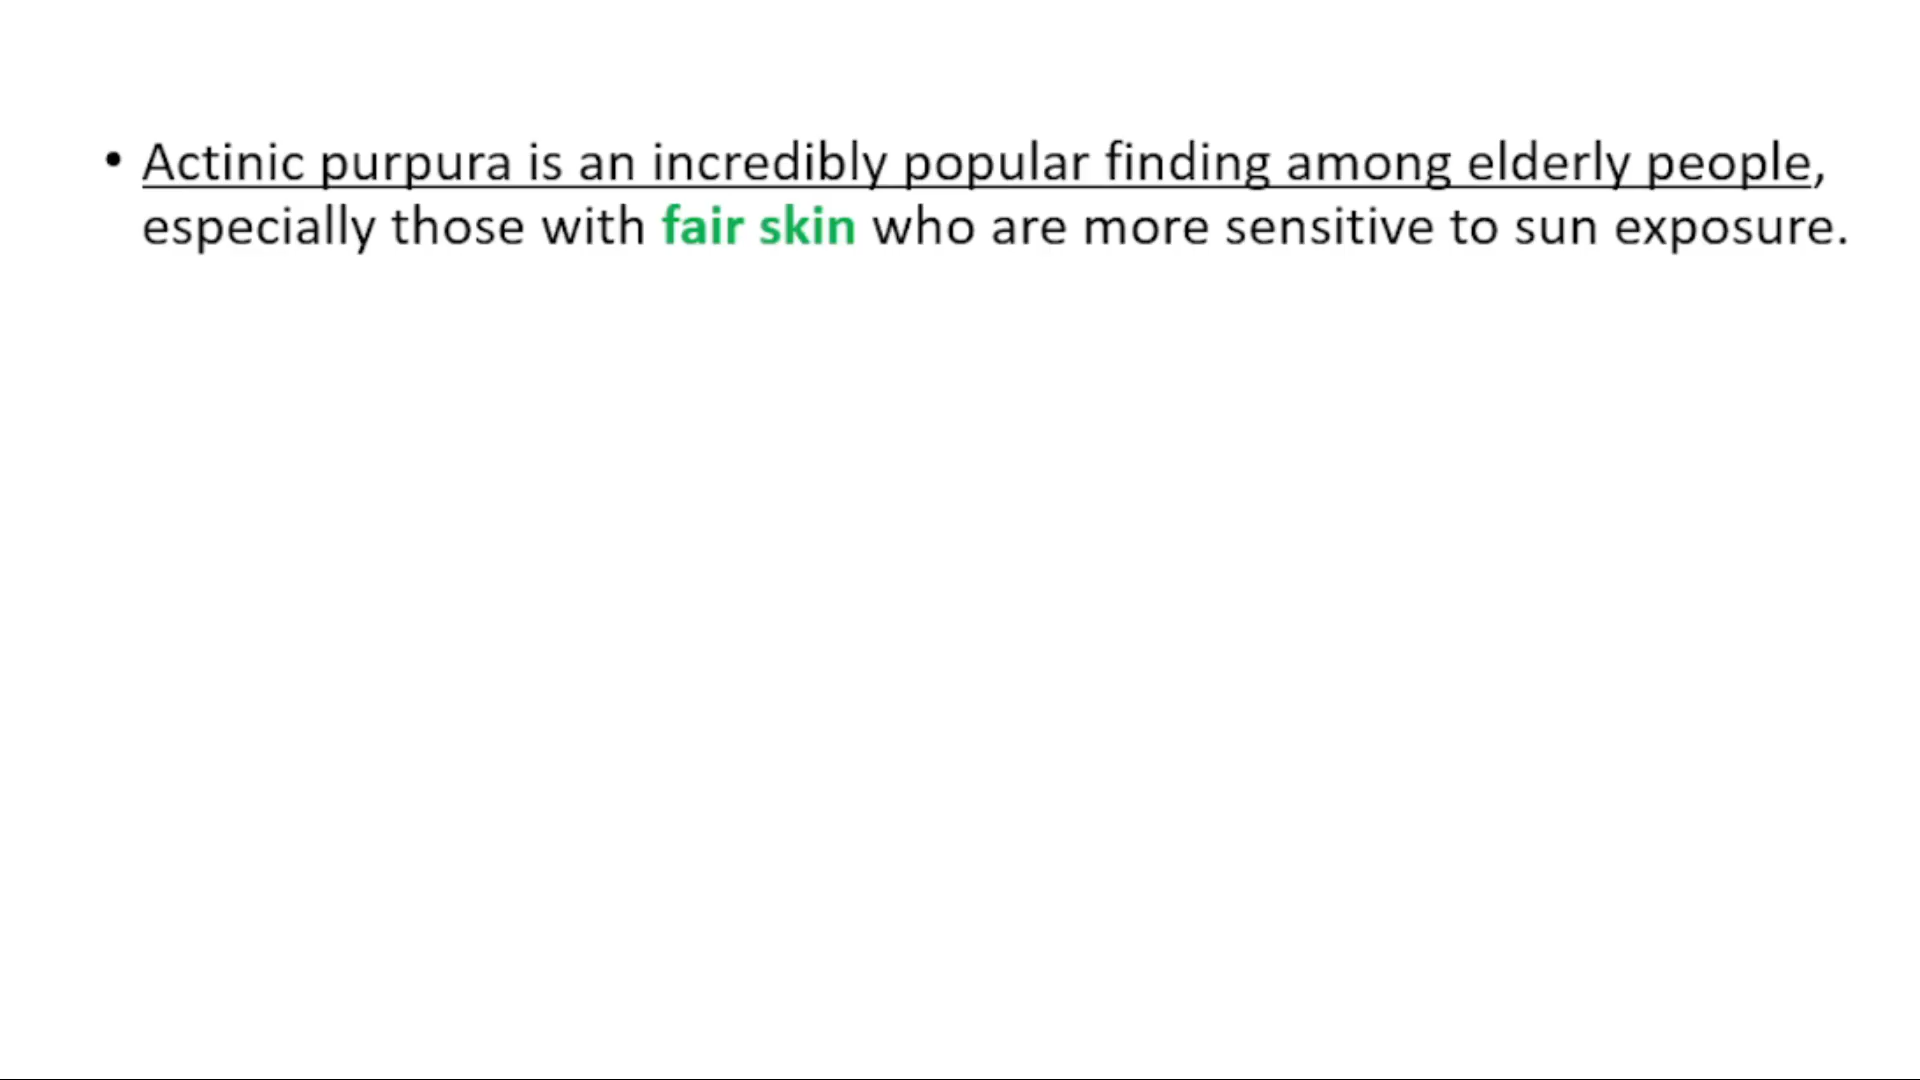 • Actinic purpura is an incredibly popular finding among elderly people,
especially those with fair skin who are more sensitive to sun exposure.